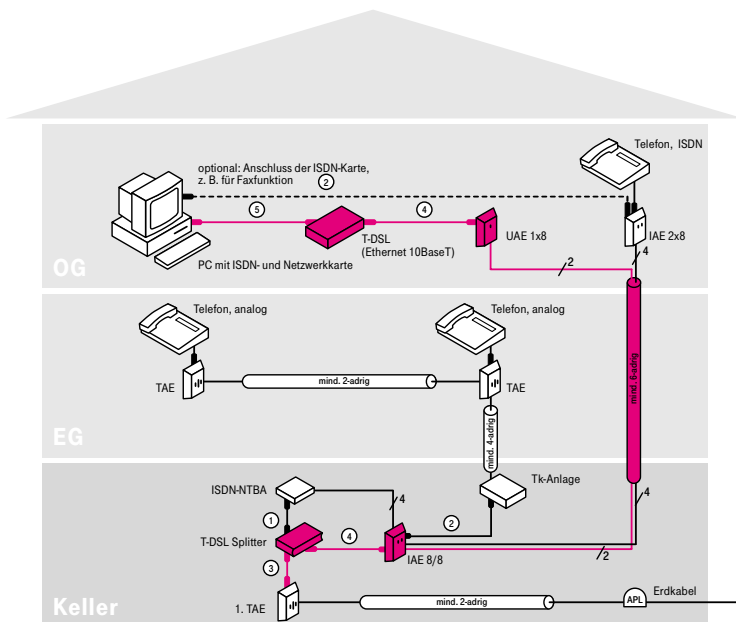 Telefon, ISDN
optional: Anschluss der ISDN-Karte,
z. B. für Faxfunktion
2
5
4
T-DSL
(Ethernet 10BaseT)
UAE 1x8
IAE 2x8
4
PC mit ISDN- und Netzwerkkarte
2
OG
Telefon, analog
Telefon, analog
mind. 6-adrig
TAE
mind. 2-adrig
TAE
mind. 4-adrig
EG
ISDN-NTBA
Tk-Anlage
4
4
1
2
T-DSL Splitter
4
IAE 8/8
2
3
Erdkabel
Keller
1. TAE
mind. 2-adrig
APL